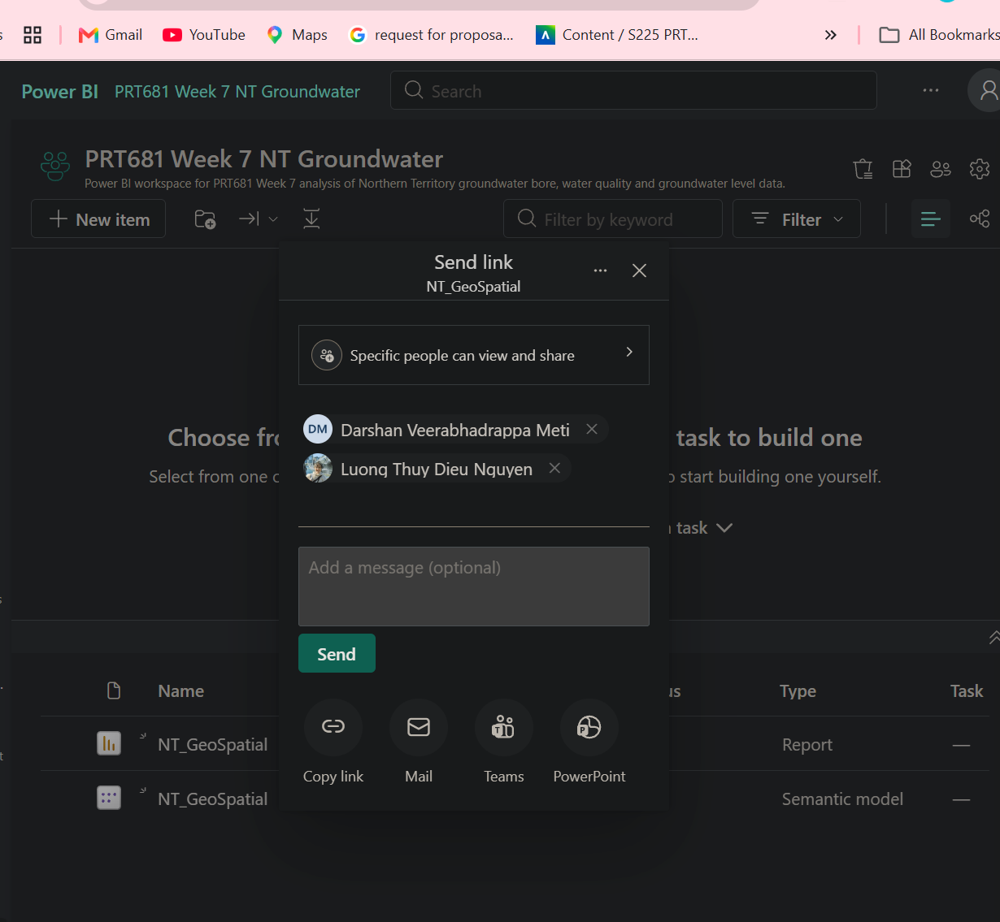 Gmail
YouTube
Maps
request for proposa...
Content / S225 PRT...
All Bookmarks
Power BI
PRT681 Week 7 NT Groundwater
Search
PRT681 Week 7 NT Groundwater
Power BI workspace for PRT681 Week 7 analysis of Northern Territory groundwater bore, water quality and groundwater level data.
New item
Filter by keyword
Filter
Send link
NT_GeoSpatial
Specific people can view and share
DM Darshan Veerabhadrappa Meti
Luong Thuy Dieu Nguyen
Choose
task to build one
Select from one
start building one yourself.
task
Add a message (optional)
Send
Copy link
Mail
Teams
PowerPoint
Name
Type
Task
NT_GeoSpatial
Report
—
NT_GeoSpatial
Semantic model
—